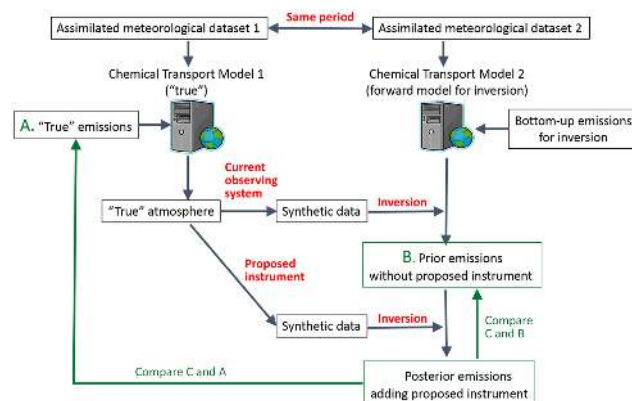 Assimilated meteorological dataset 1
Same period
Assimilated meteorological dataset 2
Chemical Transport Model 1
("true")
Chemical Transport Model 2
(forward model for inversion)
A. "True" emissions
Bottom-up emissions
for inversion
Current
observing
system
"True" atmosphere
Synthetic data
Inversion
B. Prior emissions
without proposed instrument
Proposed
instrument
Synthetic data
Inversion
Compare
C and B
Compare C and A
Posterior emissions
adding proposed instrument